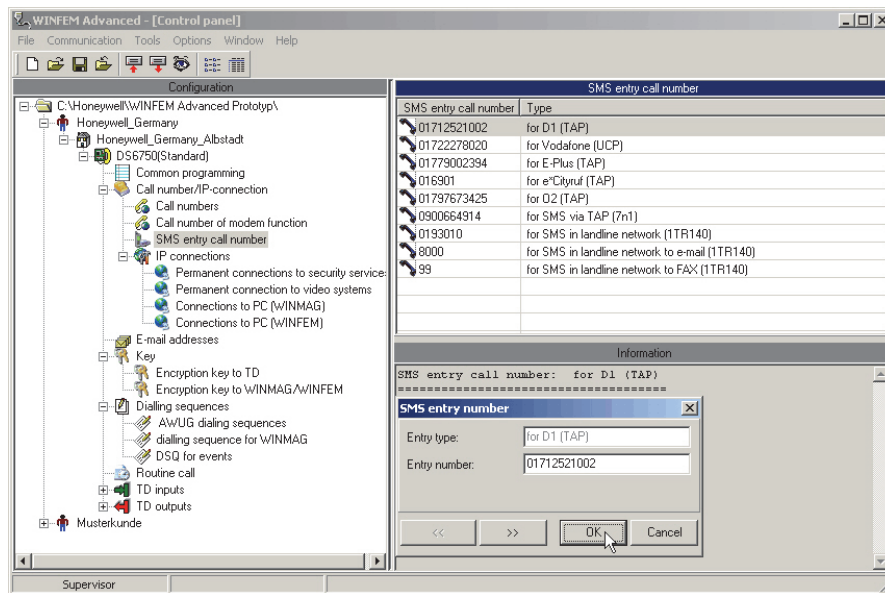 WINFEM Advanced - [Control panel]
File Communication Tools Options Window Help
Configuration
C:\Honeywell\WINFEM Advanced Prototyp\
Honeywell_Germany
Honeywell_Germany_Albstadt
DS6750(Standard)
Common programming
Call number/IP-connection
Call numbers
Call number of modem function
SMS entry call number
IP connections
Permanent connections to security service
Permanent connection to video systems
Connections to PC (WINMAG)
Connections to PC (WINFEM)
E-mail addresses
Key
Encryption key to TD
Encryption key to WINMAG/WINFEM
Dialling sequences
AWUG dialing sequences
dialling sequence for WINMAG
DSQ for events
Routine call
TD inputs
TD outputs
Musterkunde
SMS entry call number
SMS entry call number Type
01712521002 for D1 (TAP)
01722278020 for Vodafone (UCP)
01779002394 for E-Plus (TAP)
016901 for e*Cityruf (TAP)
01797673425 for O2 (TAP)
0900664914 for SMS via TAP (7n1)
0193010 for SMS in landline network (1TR140)
8000 for SMS in landline network to e-mail (1TR140)
99 for SMS in landline network to FAX (1TR140)
Information
SMS entry call number: for D1 (TAP)
=====================================
SMS entry number
Entry type: for D1 (TAP)
Entry number: 01712521002
<< >> OK Cancel
Supervisor